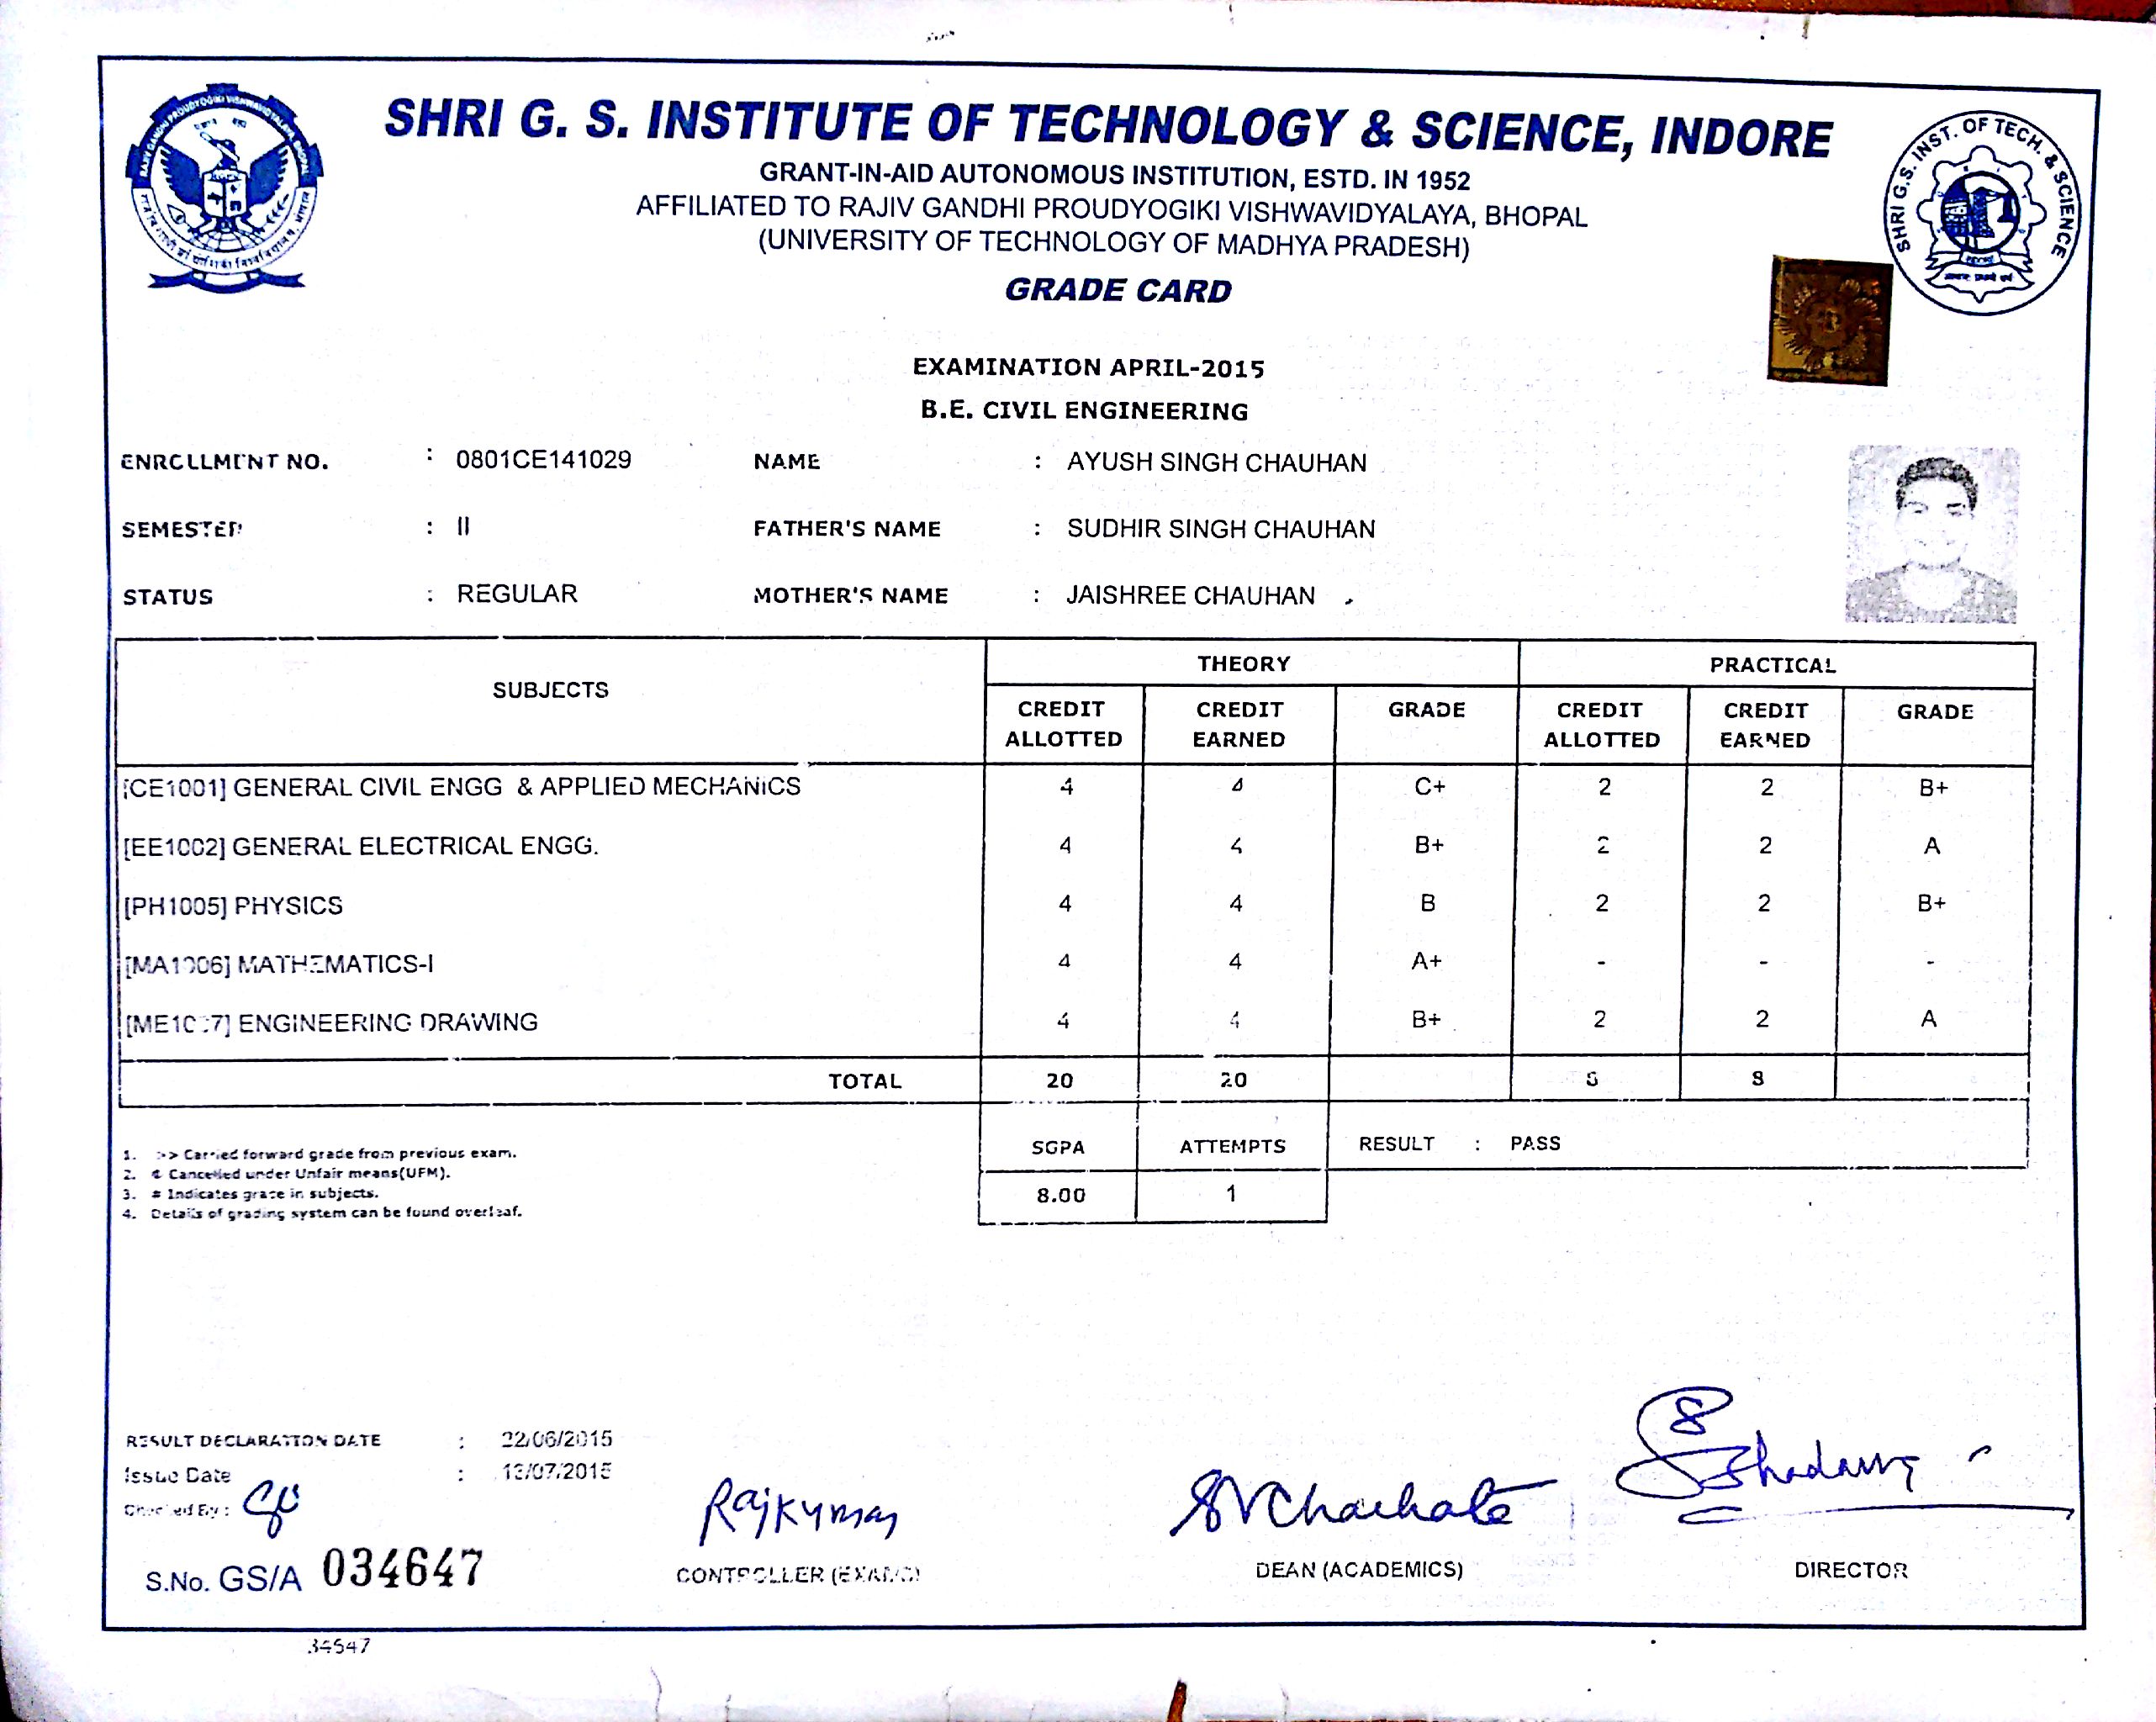 SHRI G. S. INSTITUTE OF TECHNOLOGY & SCIENCE, INDORE
GRANT-IN-AID AUTONOMOUS INSTITUTION, ESTD. IN 1952
AFFILIATED TO RAJIV GANDHI PROUDYOGIKI VISHWAVIDYALAYA, BHOPAL
(UNIVERSITY OF TECHNOLOGY OF MADHYA PRADESH)
GRADE CARD
SHRI G.S. INST. OF TECH. & SCIENCE
INDORE
EXAMINATION APRIL-2015
B.E. CIVIL ENGINEERING
ENROLLMENT NO. : 0801CE141029 NAME : AYUSH SINGH CHAUHAN
SEMESTER : II FATHER'S NAME : SUDHIR SINGH CHAUHAN
STATUS : REGULAR MOTHER'S NAME : JAISHREE CHAUHAN
SUBJECTS THEORY PRACTICAL
CREDIT ALLOTTED CREDIT EARNED GRADE CREDIT ALLOTTED CREDIT EARNED GRADE
[CE1001] GENERAL CIVIL ENGG & APPLIED MECHANICS 4 4 C+ 2 2 B+
[EE1002] GENERAL ELECTRICAL ENGG. 4 4 B+ 2 2 A
[PH1005] PHYSICS 4 4 B 2 2 B+
[MA1006] MATHEMATICS-I 4 4 A+ - - -
ENGINEERING DRAWING 4 4 B+ 2 2 A
TOTAL 20 20 8 8
SGPA ATTEMPTS RESULT : PASS
8.00 1
1. >> Carried forward grade from previous exam.
2. & Cancelled under Unfair means(UFM).
3. # Indicates grace in subjects.
4. Details of grading system can be found overleaf.
RESULT DECLARATION DATE : 22/06/2015
Issue Date : 13/07/2015
Checked By :
Rajkumar
S.No. GS/A 034647
CONTROLLER (EXAMS) DEAN (ACADEMICS) DIRECTOR
34647